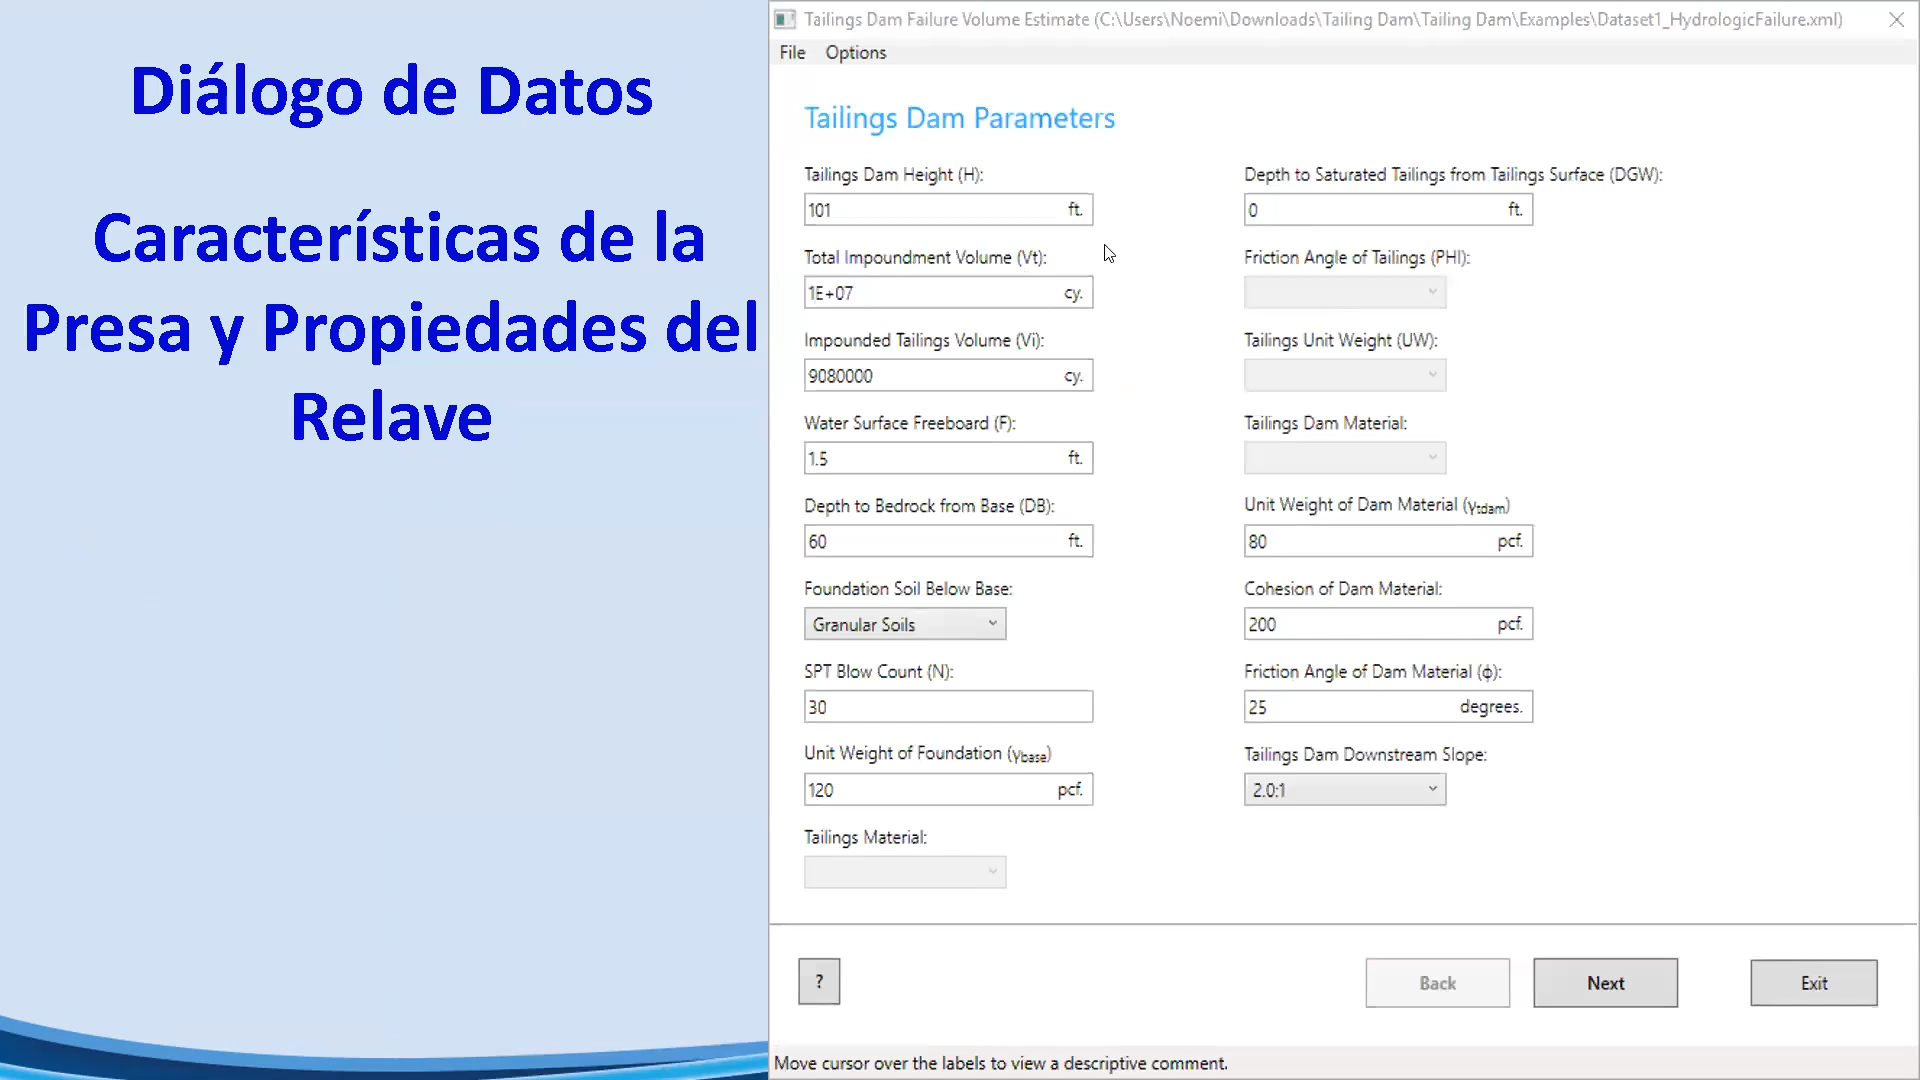 Diálogo de Datos
Características de la
Presa y Propiedades del
Relave
Tailings Dam Failure Volume Estimate (C:\Users\Noemi\Downloads\Tailing Dam\Tailing Dam\Examples\Dataset1_HydrologicFailure.xml)
File Options
Tailings Dam Parameters
Tailings Dam Height (H):
101 ft.
Total Impoundment Volume (Vt):
1E+07 cy.
Impounded Tailings Volume (Vi):
9080000 cy.
Water Surface Freeboard (F):
1.5 ft.
Depth to Bedrock from Base (DB):
60 ft.
Foundation Soil Below Base:
Granular Soils
SPT Blow Count (N):
30
Unit Weight of Foundation (γbase)
120 pcf.
Tailings Material:
Depth to Saturated Tailings from Tailings Surface (DGW):
0 ft.
Friction Angle of Tailings (PHI):
Tailings Unit Weight (UW):
Tailings Dam Material:
Unit Weight of Dam Material (γtdam)
80 pcf.
Cohesion of Dam Material:
200 pcf.
Friction Angle of Dam Material (ϕ):
25 degrees.
Tailings Dam Downstream Slope:
2.0:1
? Back Next Exit
Move cursor over the labels to view a descriptive comment.